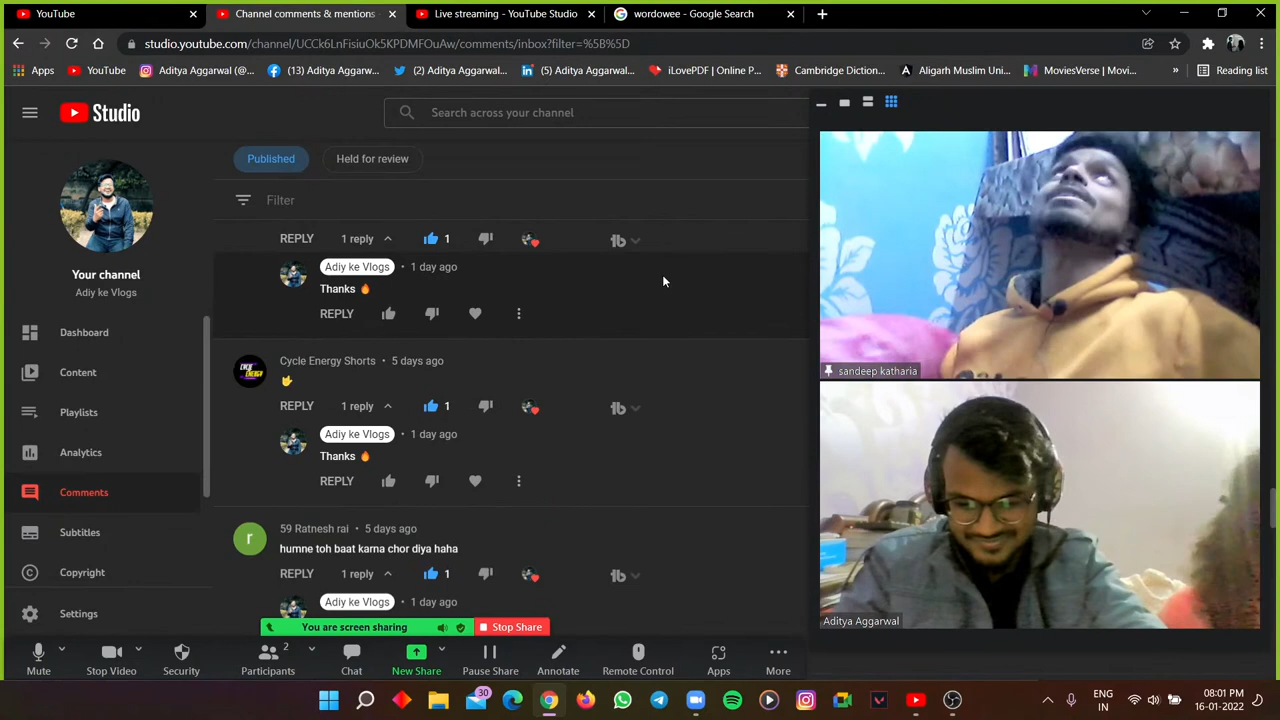 YouTube
Channel comments & mentions
Live streaming - YouTube Studio
wordowee - Google Search
studio.youtube.com/channel/UCCk6LnFisiuOk5KPDMFOuAw/comments/inbox?filter=%5B%5D
Apps
YouTube
Aditya Aggarwal (@...
(13) Aditya Aggarw...
(2) Aditya Aggarwal...
(5) Aditya Aggarwal...
iLovePDF | Online P...
Cambridge Diction...
Aligarh Muslim Uni...
MoviesVerse | Movi...
»
Reading list
Studio
Search across your channel
Published
Held for review
Filter
Your channel
Adiy ke Vlogs
Dashboard
Content
Playlists
Analytics
Comments
Subtitles
Copyright
Settings
REPLY 1 reply 1
Adiy ke Vlogs • 1 day ago
Thanks 🔥
REPLY
Cycle Energy Shorts • 5 days ago
REPLY 1 reply 1
Adiy ke Vlogs • 1 day ago
Thanks 🔥
REPLY
r
59 Ratnesh rai • 5 days ago
humne toh baat karna chor diya haha
REPLY 1 reply 1
Adiy ke Vlogs • 1 day ago
sandeep katharia
Aditya Aggarwal
You are screen sharing
Stop Share
Mute
Stop Video
Security
Participants 2
Chat
New Share
Pause Share
Annotate
Remote Control
Apps
More
30
ENG
IN
08:01 PM
16-01-2022